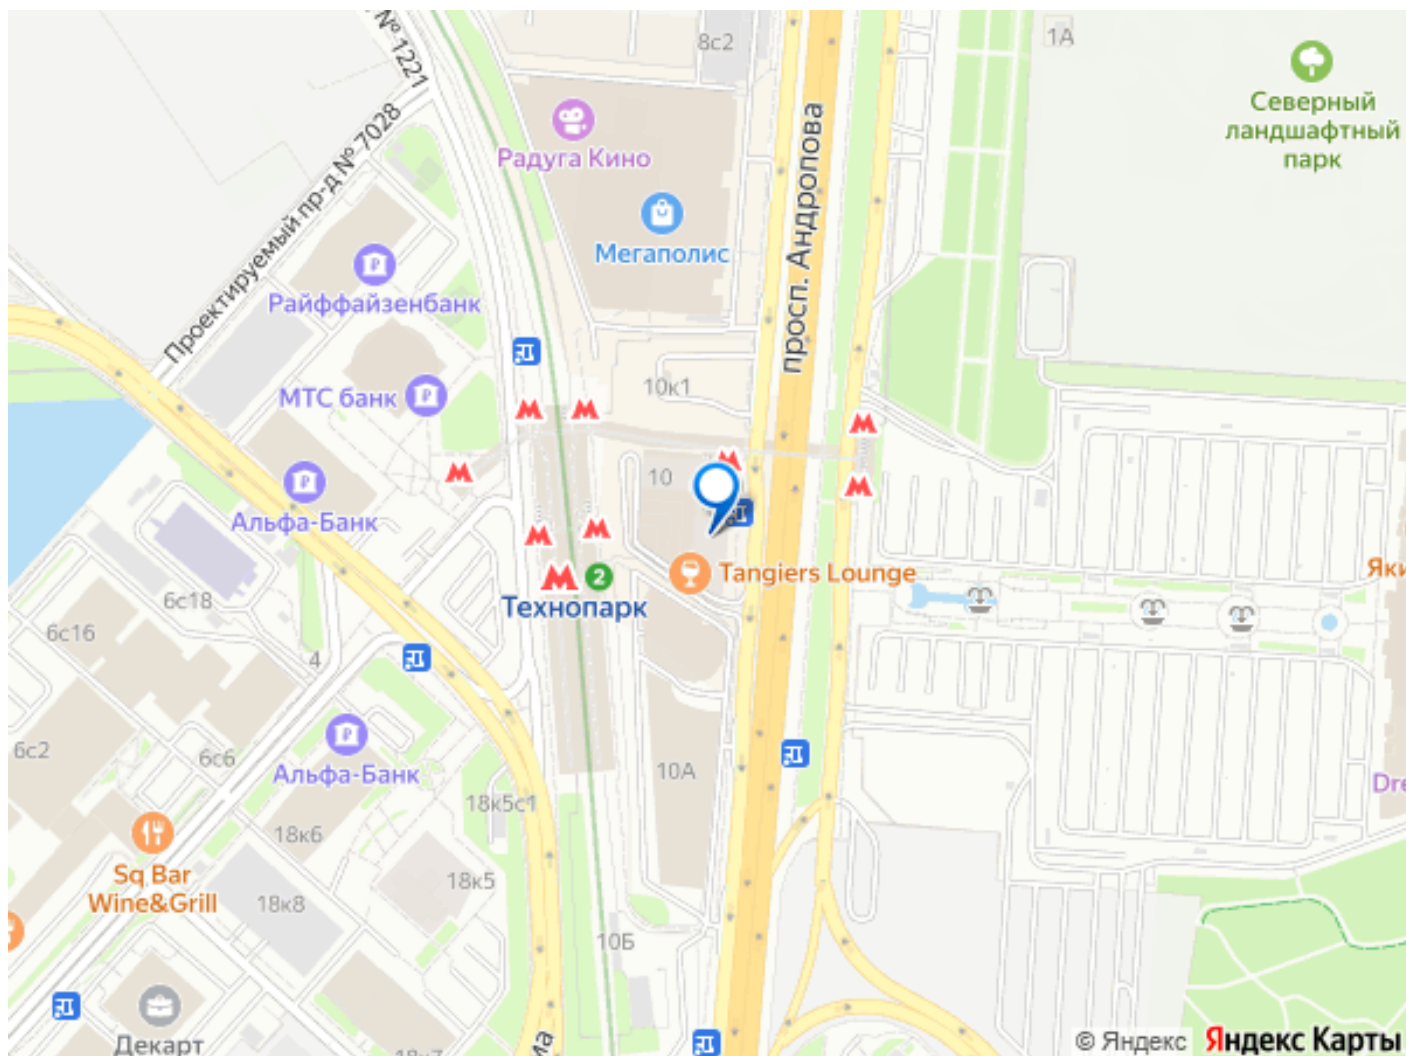 № 1221
8с2
1А
Северный
ландшафтный
парк
Проектируемый пр-д № 7028
Радуга Кино
просп. Андропова
Мегаполис
Райффайзенбанк
10к1
МТС банк
10
Альфа-Банк
Tangiers Lounge
2
Технопарк
6с18
6с16
4
6с2
6с6
Альфа-Банк
10А
18к5с1
18к6
Sq Bar
Wine&Grill
18к5
18к8
10Б
Декарт
© Яндекс Яндекс Карты